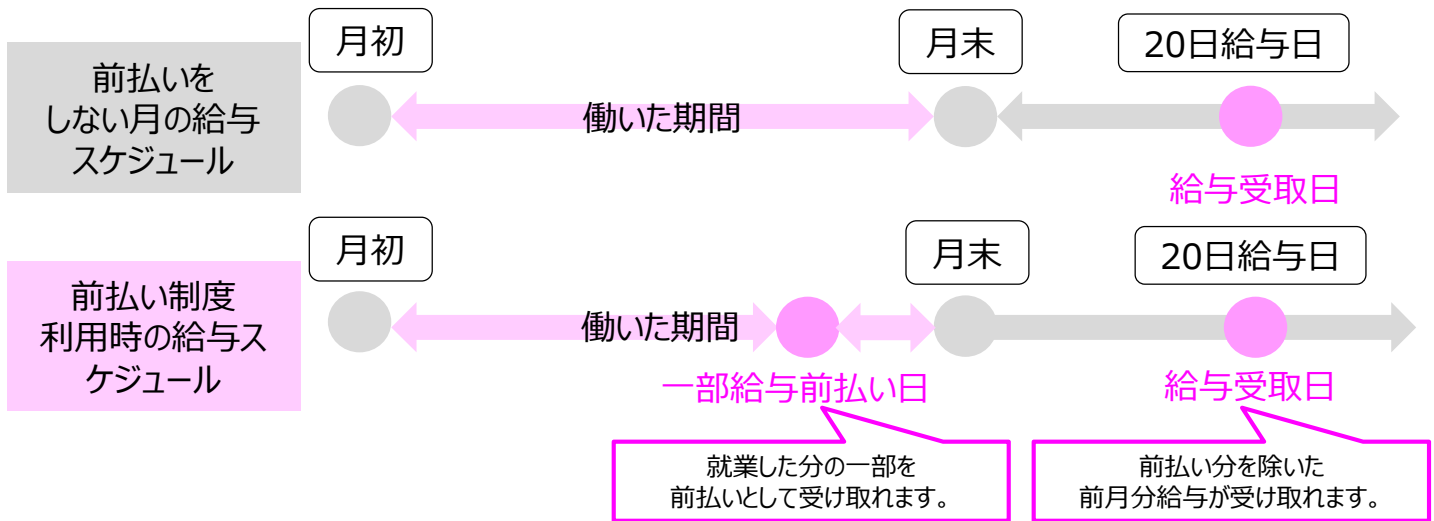 月初
月末
20日給与日
前払いを
しない月の給与
スケジュール
働いた期間
給与受取日
月初
月末
20日給与日
前払い制度
利用時の給与ス
ケジュール
働いた期間
一部給与前払い日
給与受取日
就業した分の一部を
前払いとして受け取れます。
前払い分を除いた
前月分給与が受け取れます。